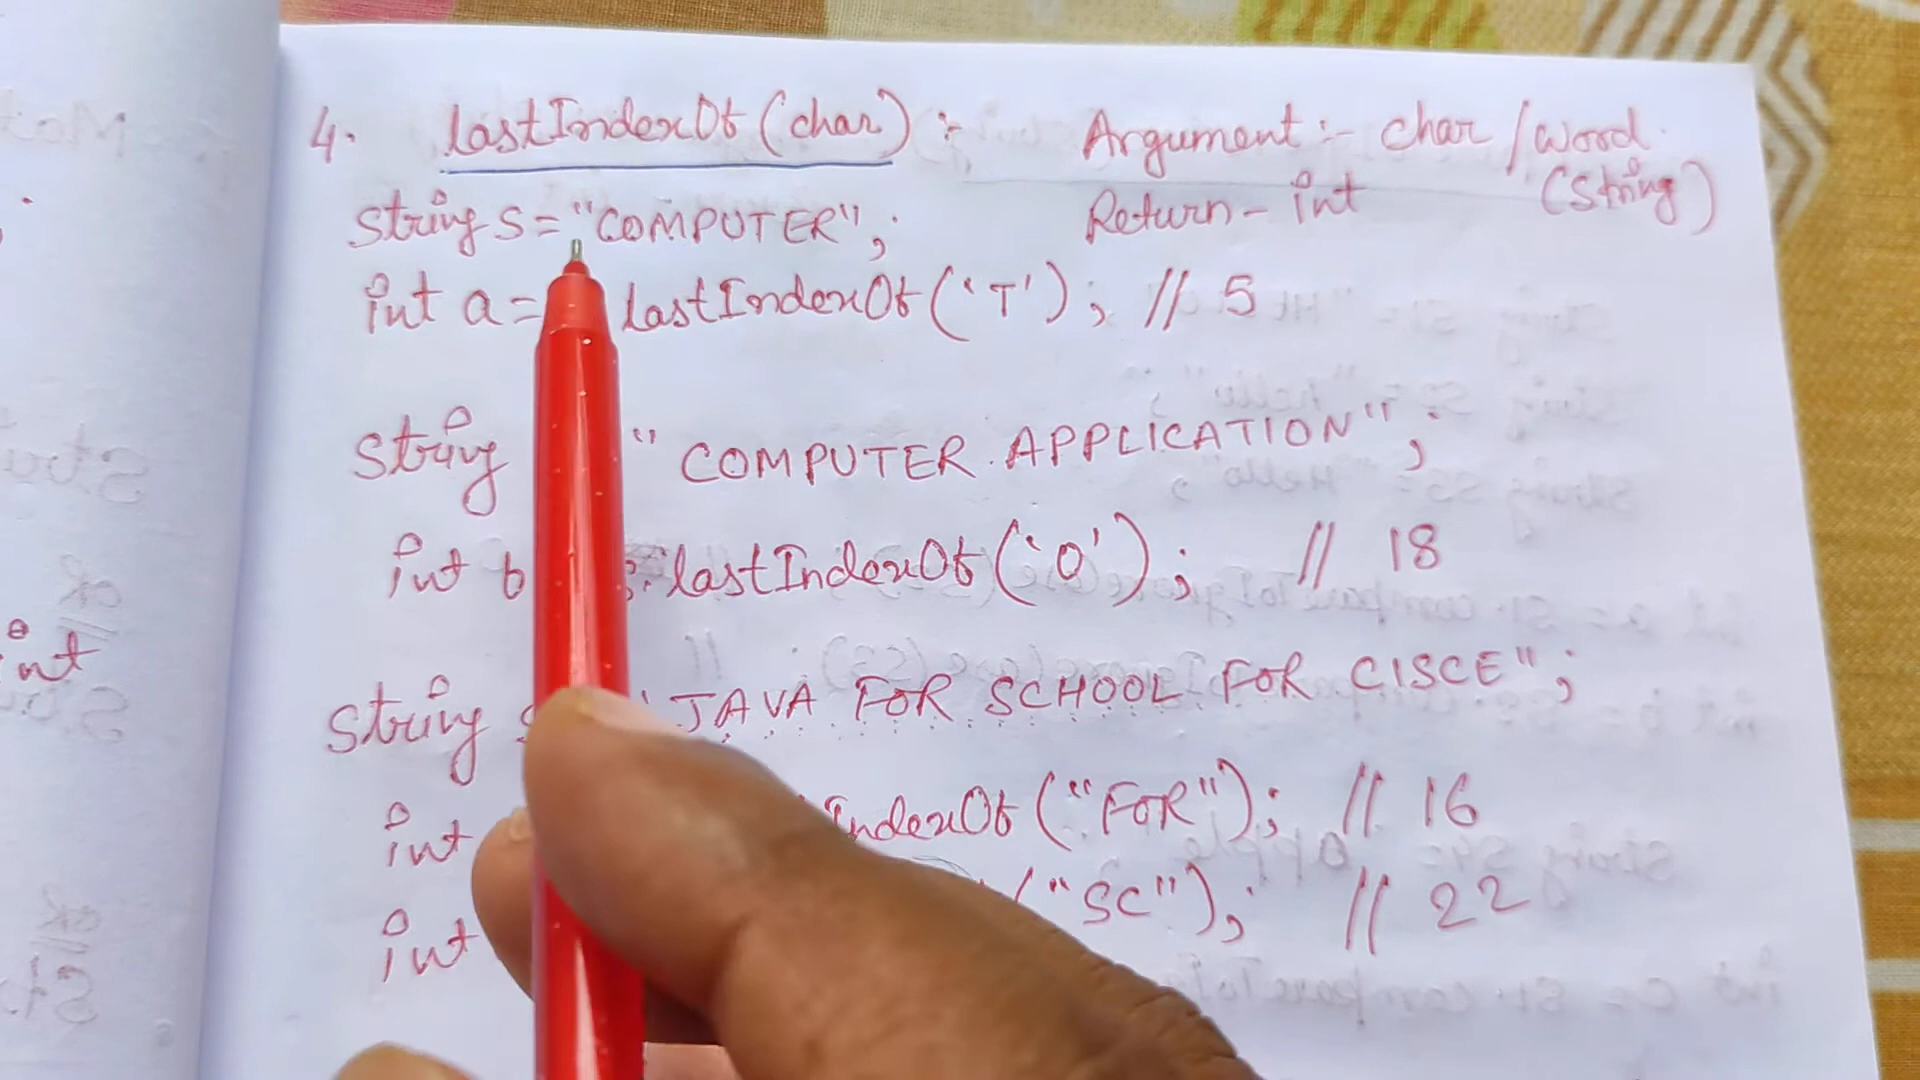 4. lastIndexOf(char) :- Argument :- char/word (String)
Return - int
String S = "COMPUTER";
int a = lastIndexOf('T'); // 5
String " COMPUTER APPLICATION";
int b lastIndexOf('O'); // 18
String "JAVA FOR SCHOOL FOR CISCE";
int IndexOf("FOR"); // 16
int ("SC"); // 22
int